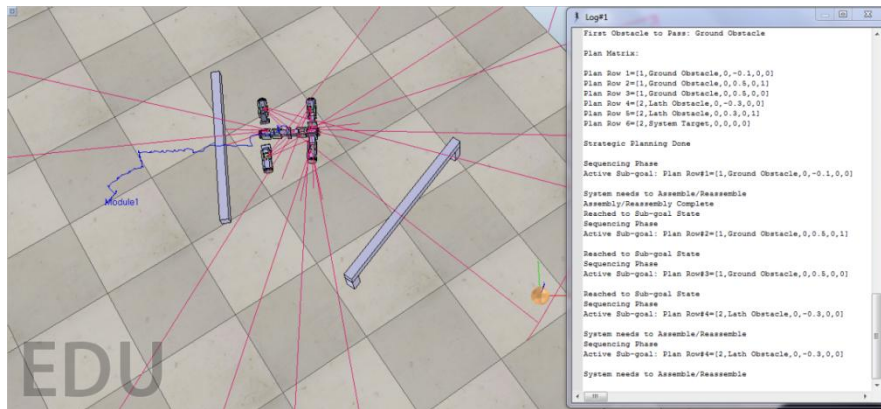 Module1
EDU
Log#1
First Obstacle to Pass: Ground Obstacle
Plan Matrix:
Plan Row 1=[1,Ground Obstacle,0,-0.1,0,0]
Plan Row 2=[1,Ground Obstacle,0,0.5,0,1]
Plan Row 3=[1,Ground Obstacle,0,0.5,0,0]
Plan Row 4=[2,Lath Obstacle,0,-0.3,0,0]
Plan Row 5=[2,Lath Obstacle,0,0.3,0,1]
Plan Row 6=[2,System Target,0,0,0,0]
Strategic Planning Done
Sequencing Phase
Active Sub-goal: Plan Row#1=[1,Ground Obstacle,0,-0.1,0,0]
System needs to Assemble/Reassemble
Assembly/Reassembly Complete
Reached to Sub-goal State
Sequencing Phase
Active Sub-goal: Plan Row#2=[1,Ground Obstacle,0,0.5,0,1]
Reached to Sub-goal State
Sequencing Phase
Active Sub-goal: Plan Row#3=[1,Ground Obstacle,0,0.5,0,0]
Reached to Sub-goal State
Sequencing Phase
Active Sub-goal: Plan Row#4=[2,Lath Obstacle,0,-0.3,0,0]
System needs to Assemble/Reassemble
Sequencing Phase
Active Sub-goal: Plan Row#4=[2,Lath Obstacle,0,-0.3,0,0]
System needs to Assemble/Reassemble